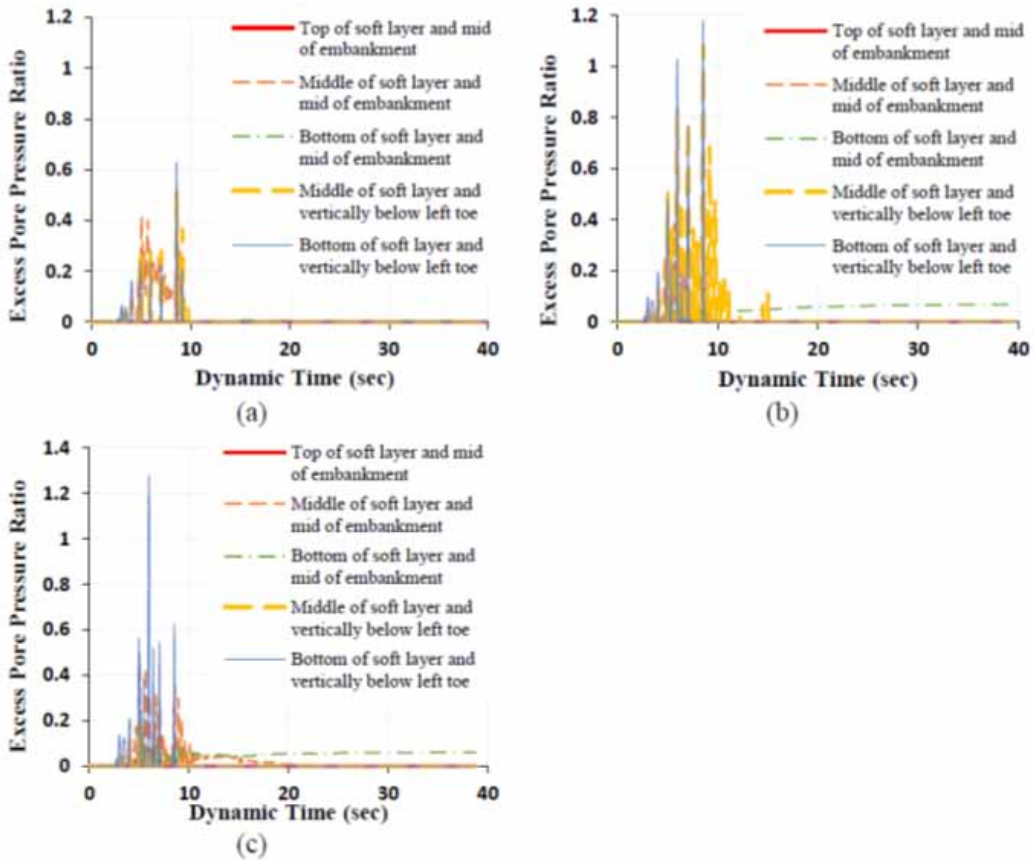 Excess Pore Pressure Ratio
1.2
1
0.8
0.6
0.4
0.2
0
0
10
20
30
40
Dynamic Time (sec)
Top of soft layer and mid
of embankment
Middle of soft layer and
mid of embankment
Bottom of soft layer and
mid of embankment
Middle of soft layer and
vertically below left toe
Bottom of soft layer and
vertically below left toe
(a)
Excess Pore Pressure Ratio
1.2
1
0.8
0.6
0.4
0.2
0
0
10
20
30
40
Dynamic Time (sec)
Top of soft layer and mid
of embankment
Middle of soft layer and
mid of embankment
Bottom of soft layer and
mid of embankment
Middle of soft layer and
vertically below left toe
Bottom of soft layer and
vertically below left toe
(b)
Excess Pore Pressure Ratio
1.4
1.2
1
0.8
0.6
0.4
0.2
0
0
10
20
30
40
Dynamic Time (sec)
Top of soft layer and mid
of embankment
Middle of soft layer and
mid of embankment
Bottom of soft layer and
mid of embankment
Middle of soft layer and
vertically below left toe
Bottom of soft layer and
vertically below left toe
(c)